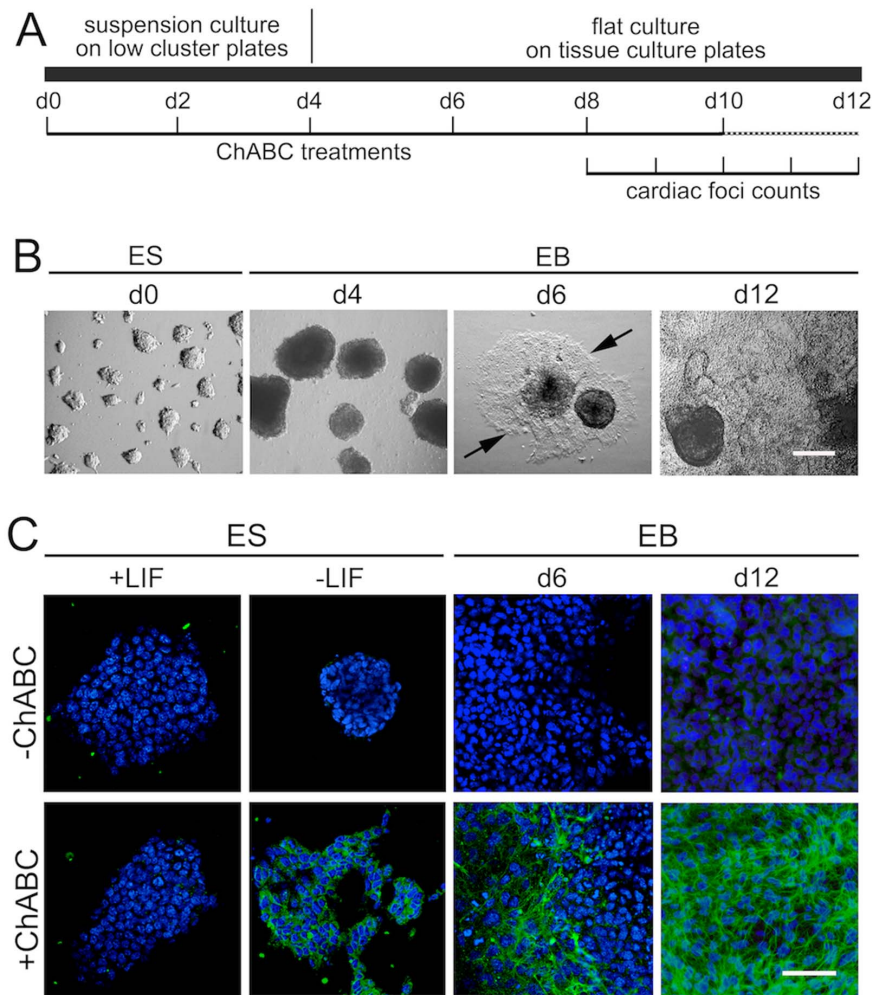 A
suspension culture
on low cluster plates
flat culture
on tissue culture plates
d0 d2 d4 d6 d8 d10 d12
ChABC treatments
cardiac foci counts
B
ES EB
d0 d4 d6 d12
C
ES EB
+LIF -LIF d6 d12
-ChABC
+ChABC